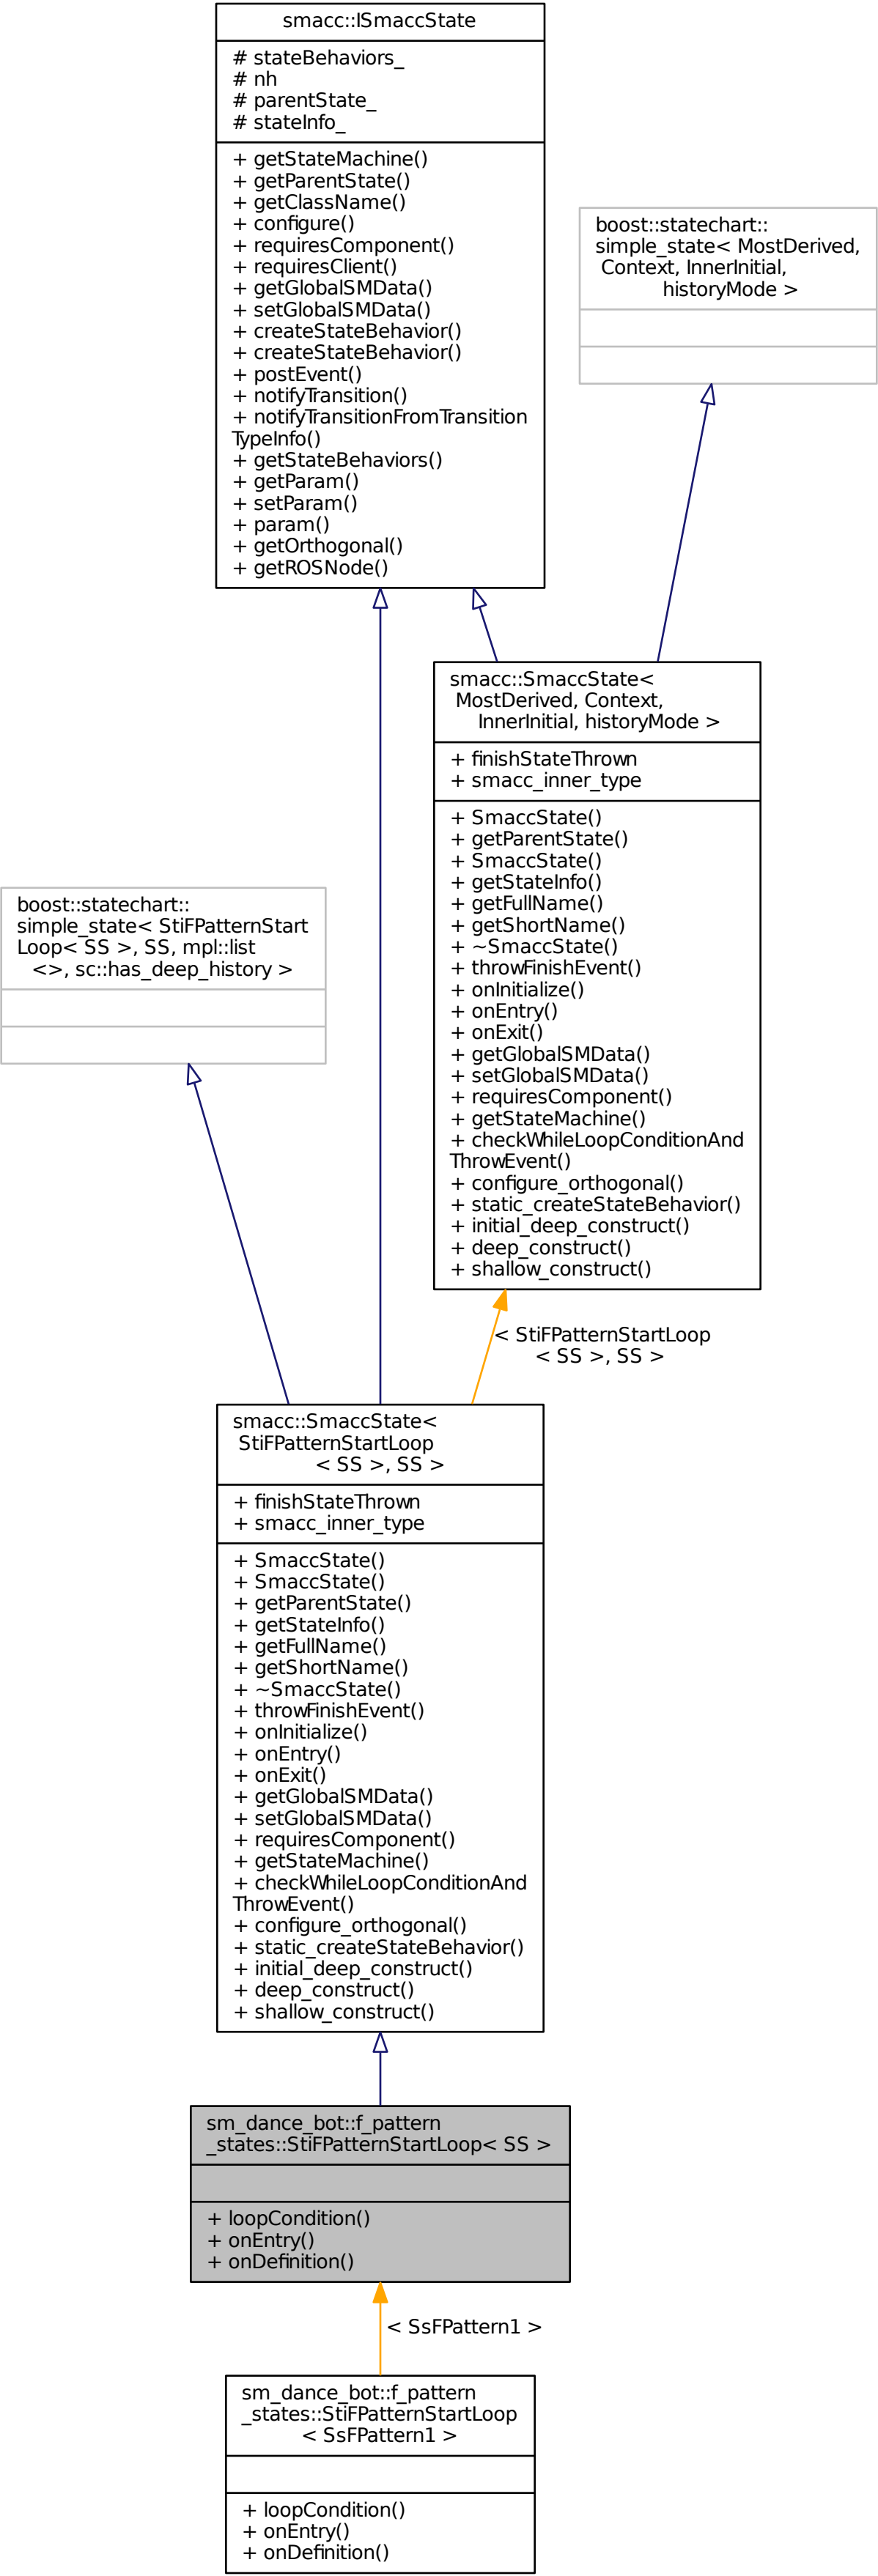 smacc::ISmaccState
# stateBehaviors_
# nh
# parentState_
# stateInfo_
+ getStateMachine()
+ getParentState()
+ getClassName()
+ configure()
+ requiresComponent()
+ requiresClient()
+ getGlobalSMData()
+ setGlobalSMData()
+ createStateBehavior()
+ createStateBehavior()
+ postEvent()
+ notifyTransition()
+ notifyTransitionFromTransition
TypeInfo()
+ getStateBehaviors()
+ getParam()
+ setParam()
+ param()
+ getOrthogonal()
+ getROSNode()
boost::statechart::
simple_state< MostDerived,
Context, InnerInitial,
historyMode >
smacc::SmaccState<
MostDerived, Context,
InnerInitial, historyMode >
+ finishStateThrown
+ smacc_inner_type
+ SmaccState()
+ getParentState()
+ SmaccState()
+ getStateInfo()
+ getFullName()
+ getShortName()
+ ~SmaccState()
+ throwFinishEvent()
+ onInitialize()
+ onEntry()
+ onExit()
+ getGlobalSMData()
+ setGlobalSMData()
+ requiresComponent()
+ getStateMachine()
+ checkWhileLoopConditionAnd
ThrowEvent()
+ configure_orthogonal()
+ static_createStateBehavior()
+ initial_deep_construct()
+ deep_construct()
+ shallow_construct()
boost::statechart::
simple_state< StiFPatternStart
Loop< SS >, SS, mpl::list
<>, sc::has_deep_history >
< StiFPatternStartLoop
< SS >, SS >
smacc::SmaccState<
StiFPatternStartLoop
< SS >, SS >
+ finishStateThrown
+ smacc_inner_type
+ SmaccState()
+ SmaccState()
+ getParentState()
+ getStateInfo()
+ getFullName()
+ getShortName()
+ ~SmaccState()
+ throwFinishEvent()
+ onInitialize()
+ onEntry()
+ onExit()
+ getGlobalSMData()
+ setGlobalSMData()
+ requiresComponent()
+ getStateMachine()
+ checkWhileLoopConditionAnd
ThrowEvent()
+ configure_orthogonal()
+ static_createStateBehavior()
+ initial_deep_construct()
+ deep_construct()
+ shallow_construct()
sm_dance_bot::f_pattern
_states::StiFPatternStartLoop< SS >
+ loopCondition()
+ onEntry()
+ onDefinition()
< SsFPattern1 >
sm_dance_bot::f_pattern
_states::StiFPatternStartLoop
< SsFPattern1 >
+ loopCondition()
+ onEntry()
+ onDefinition()